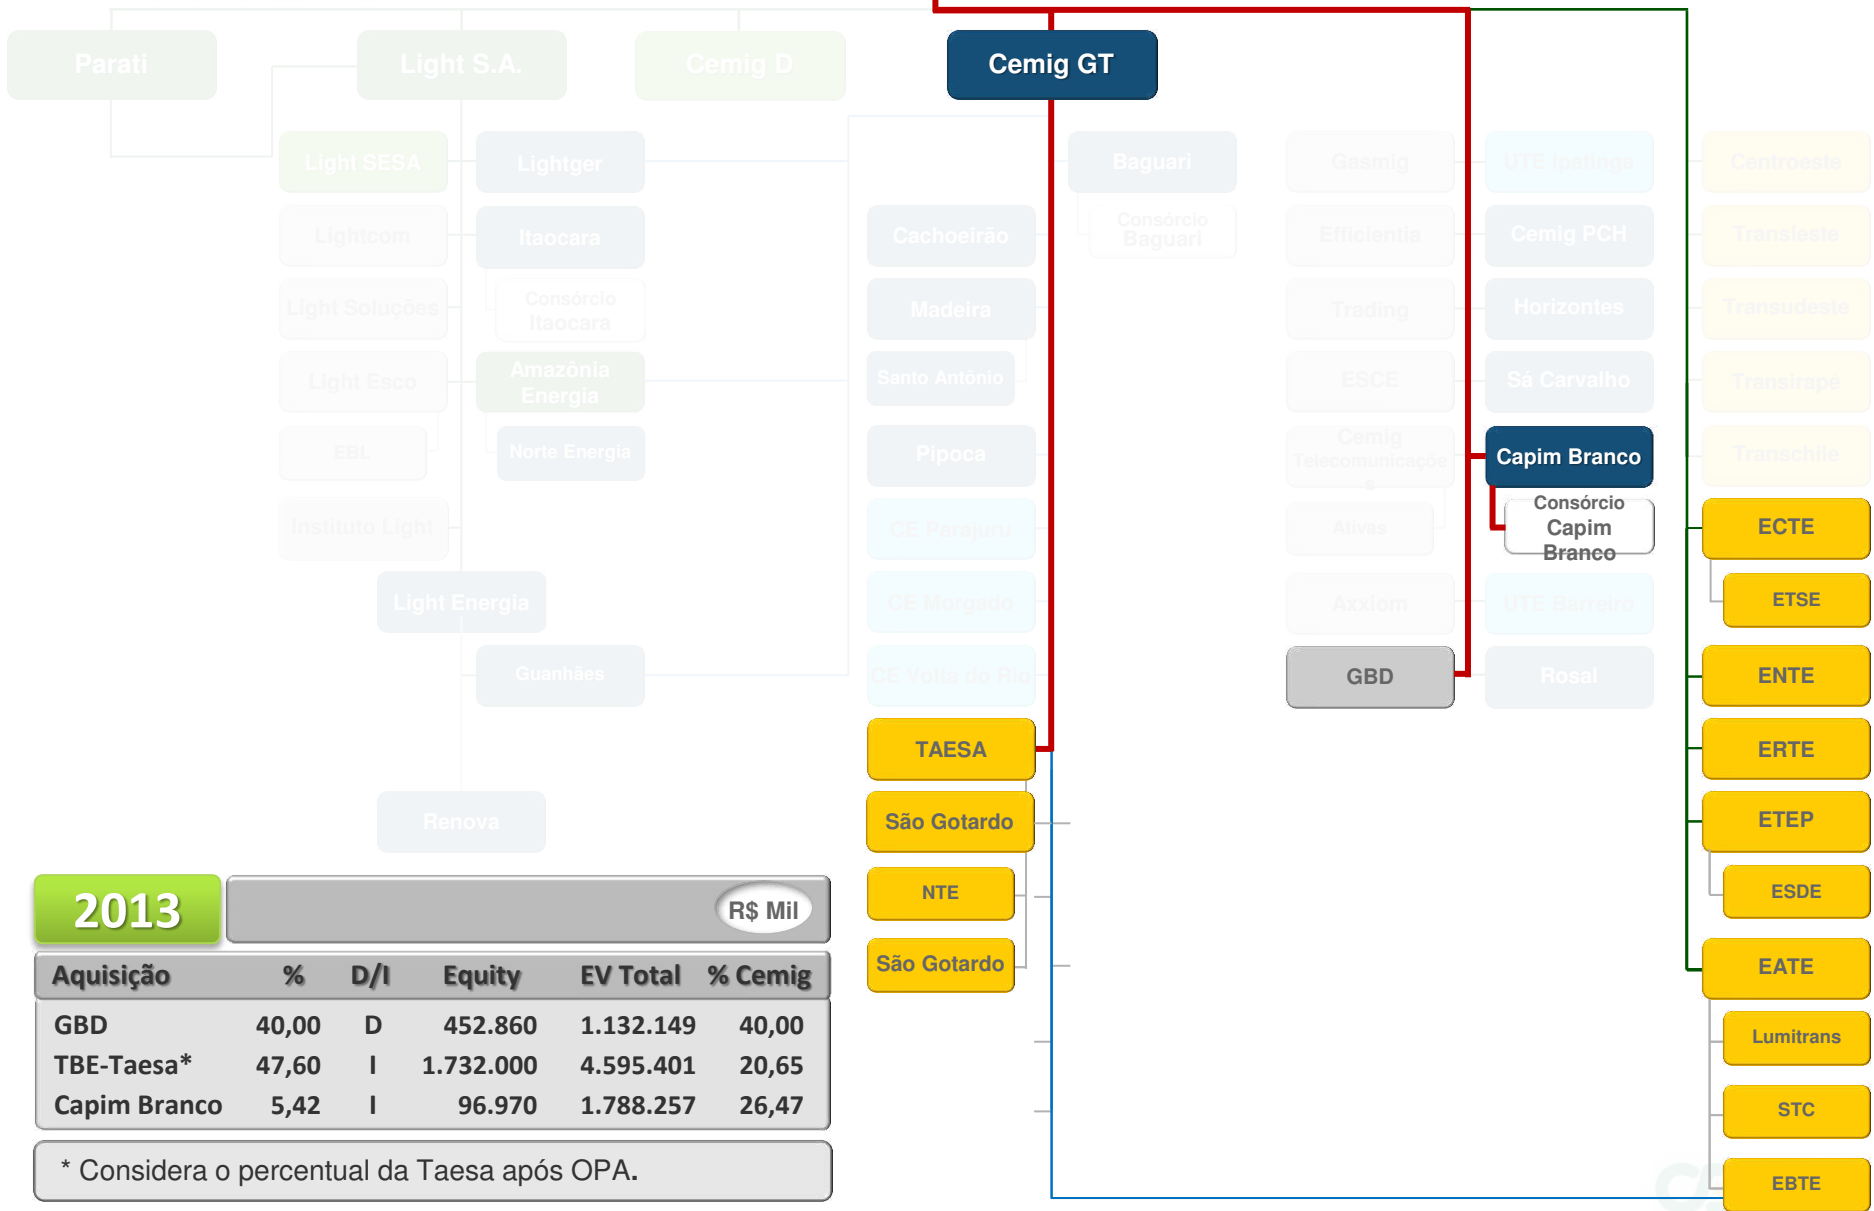 Parati
Light S.A.
Cemig D
Cemig GT
Light SESA
Lightger
Baguari
Gasmig
UTE Ipatinga
Centroeste
Lightcom
Itaocara
Cachoeirão
Consórcio
Baguari
Efficientia
Cemig PCH
Transleste
Light Soluções
Consórcio
Itaocara
Madeira
Trading
Horizontes
Transudeste
Light Esco
Amazônia
Energia
Santo Antônio
ESCE
Sá Carvalho
Transirapé
EBL
Norte Energia
Pipoca
Cemig
Telecomunicaçõe
s
Capim Branco
Transchile
Instituto Light
CE Parajuru
Ativas
Consórcio
Capim
Branco
ECTE
Light Energia
CE Morgado
Axxiom
UTE Barreiro
ETSE
Guanhães
CE Volta do Rio
GBD
Rosal
ENTE
TAESA
ERTE
Renova
São Gotardo
ETEP
NTE
ESDE
São Gotardo
EATE
Lumitrans
STC
EBTE
2013
R$ Mil
Aquisição % D/I Equity EV Total % Cemig
GBD 40,00 D 452.860 1.132.149 40,00
TBE-Taesa* 47,60 I 1.732.000 4.595.401 20,65
Capim Branco 5,42 I 96.970 1.788.257 26,47
* Considera o percentual da Taesa após OPA.